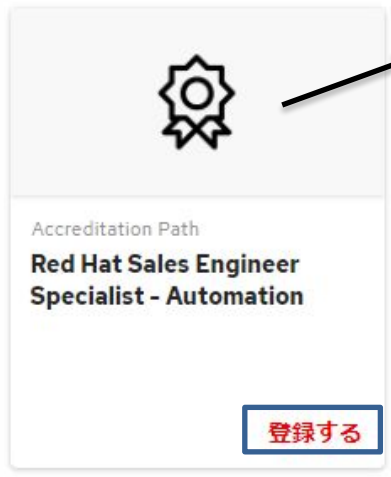 Accreditation Path
Red Hat Sales Engineer
Specialist - Automation
登録する